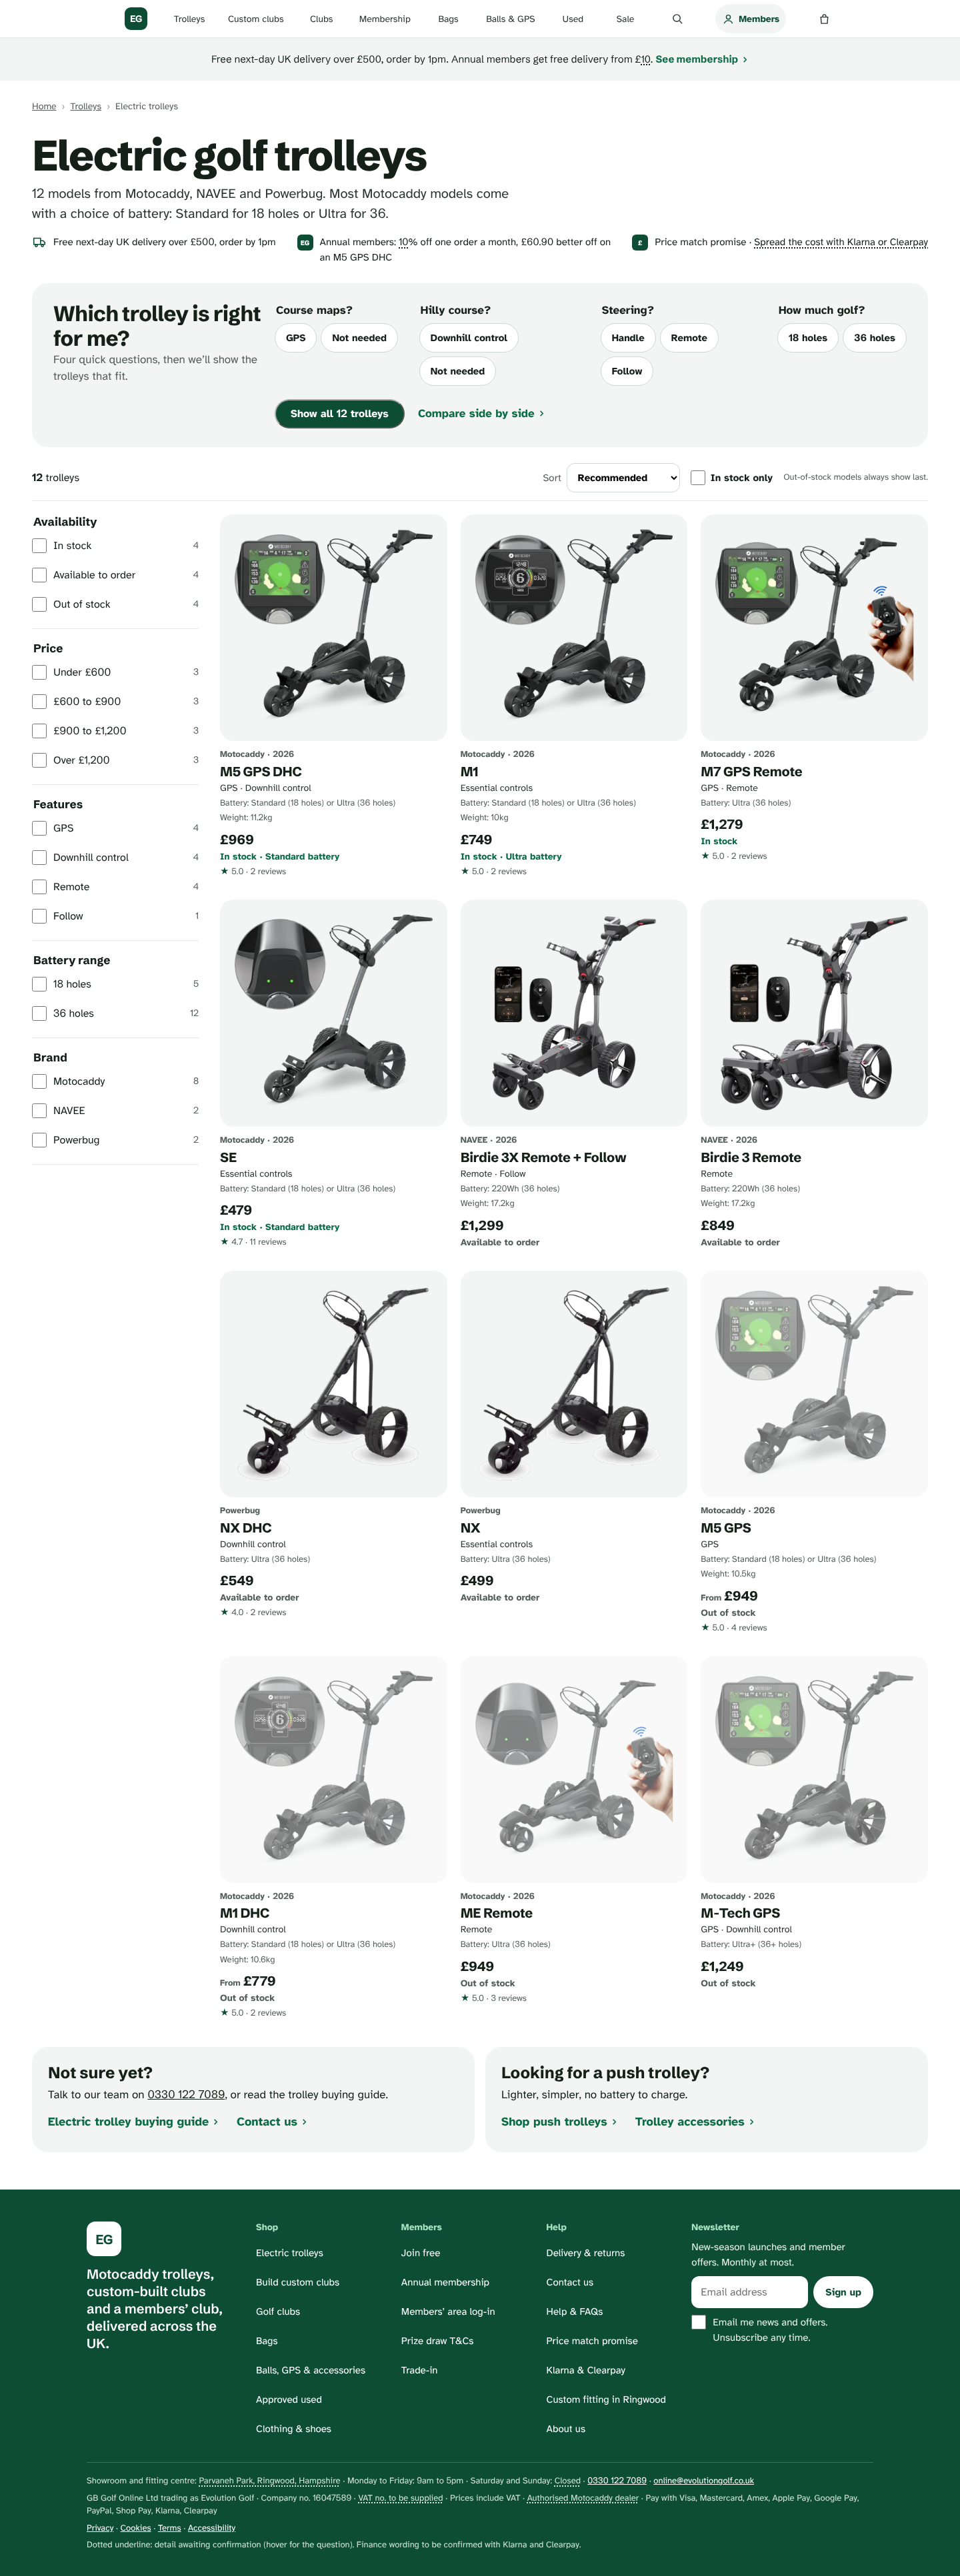 EG
Trolleys
Custom clubs
Clubs
Membership
Bags
Balls & GPS
Used
Sale
Members
Free next-day UK delivery over £500, order by 1pm. Annual members get free delivery from £10. See membership ›
Home › Trolleys › Electric trolleys
Electric golf trolleys
12 models from Motocaddy, NAVEE and Powerbug. Most Motocaddy models come
with a choice of battery: Standard for 18 holes or Ultra for 36.
Free next-day UK delivery over £500, order by 1pm
EG
Annual members: 10% off one order a month, £60.90 better off on
an M5 GPS DHC
£
Price match promise · Spread the cost with Klarna or Clearpay
Which trolley is right
for me?
Four quick questions, then we'll show the
trolleys that fit.
Course maps?
GPS
Not needed
Hilly course?
Downhill control
Not needed
Steering?
Handle
Remote
Follow
How much golf?
18 holes
36 holes
Show all 12 trolleys
Compare side by side ›
12 trolleys
Sort
Recommended
In stock only
Out-of-stock models always show last.
Availability
In stock 4
Available to order 4
Out of stock 4
Price
Under £600 3
£600 to £900 3
£900 to £1,200 3
Over £1,200 3
Features
GPS 4
Downhill control 4
Remote 4
Follow 1
Battery range
18 holes 5
36 holes 12
Brand
Motocaddy 8
NAVEE 2
Powerbug 2
Motocaddy · 2026
M5 GPS DHC
GPS · Downhill control
Battery: Standard (18 holes) or Ultra (36 holes)
Weight: 11.2kg
£969
In stock · Standard battery
★ 5.0 · 2 reviews
6
Motocaddy · 2026
M1
Essential controls
Battery: Standard (18 holes) or Ultra (36 holes)
Weight: 10kg
£749
In stock · Ultra battery
★ 5.0 · 2 reviews
Motocaddy · 2026
M7 GPS Remote
GPS · Remote
Battery: Ultra (36 holes)
£1,279
In stock
★ 5.0 · 2 reviews
Motocaddy · 2026
SE
Essential controls
Battery: Standard (18 holes) or Ultra (36 holes)
£479
In stock · Standard battery
★ 4.7 · 11 reviews
NAVEE · 2026
Birdie 3X Remote + Follow
Remote · Follow
Battery: 220Wh (36 holes)
Weight: 17.2kg
£1,299
Available to order
NAVEE · 2026
Birdie 3 Remote
Remote
Battery: 220Wh (36 holes)
Weight: 17.2kg
£849
Available to order
Powerbug
NX DHC
Downhill control
Battery: Ultra (36 holes)
£549
Available to order
★ 4.0 · 2 reviews
Powerbug
NX
Essential controls
Battery: Ultra (36 holes)
£499
Available to order
Motocaddy · 2026
M5 GPS
GPS
Battery: Standard (18 holes) or Ultra (36 holes)
Weight: 10.5kg
From £949
Out of stock
★ 5.0 · 4 reviews
6
Motocaddy · 2026
M1 DHC
Downhill control
Battery: Standard (18 holes) or Ultra (36 holes)
Weight: 10.6kg
From £779
Out of stock
★ 5.0 · 2 reviews
Motocaddy · 2026
ME Remote
Remote
Battery: Ultra (36 holes)
£949
Out of stock
★ 5.0 · 3 reviews
Motocaddy · 2026
M-Tech GPS
GPS · Downhill control
Battery: Ultra+ (36+ holes)
£1,249
Out of stock
Not sure yet?
Talk to our team on 0330 122 7089, or read the trolley buying guide.
Electric trolley buying guide ›
Contact us ›
Looking for a push trolley?
Lighter, simpler, no battery to charge.
Shop push trolleys ›
Trolley accessories ›
EG
Motocaddy trolleys,
custom-built clubs
and a members' club,
delivered across the
UK.
Shop
Electric trolleys
Build custom clubs
Golf clubs
Bags
Balls, GPS & accessories
Approved used
Clothing & shoes
Members
Join free
Annual membership
Members' area log-in
Prize draw T&Cs
Trade-in
Help
Delivery & returns
Contact us
Help & FAQs
Price match promise
Klarna & Clearpay
Custom fitting in Ringwood
About us
Newsletter
New-season launches and member
offers. Monthly at most.
Email address
Sign up
Email me news and offers.
Unsubscribe any time.
Showroom and fitting centre: Parvaneh Park, Ringwood, Hampshire · Monday to Friday: 9am to 5pm · Saturday and Sunday: Closed · 0330 122 7089 · online@evolutiongolf.co.uk
GB Golf Online Ltd trading as Evolution Golf · Company no. 16047589 · VAT no. to be supplied · Prices include VAT · Authorised Motocaddy dealer · Pay with Visa, Mastercard, Amex, Apple Pay, Google Pay,
PayPal, Shop Pay, Klarna, Clearpay
Privacy · Cookies · Terms · Accessibility
Dotted underline: detail awaiting confirmation (hover for the question). Finance wording to be confirmed with Klarna and Clearpay.